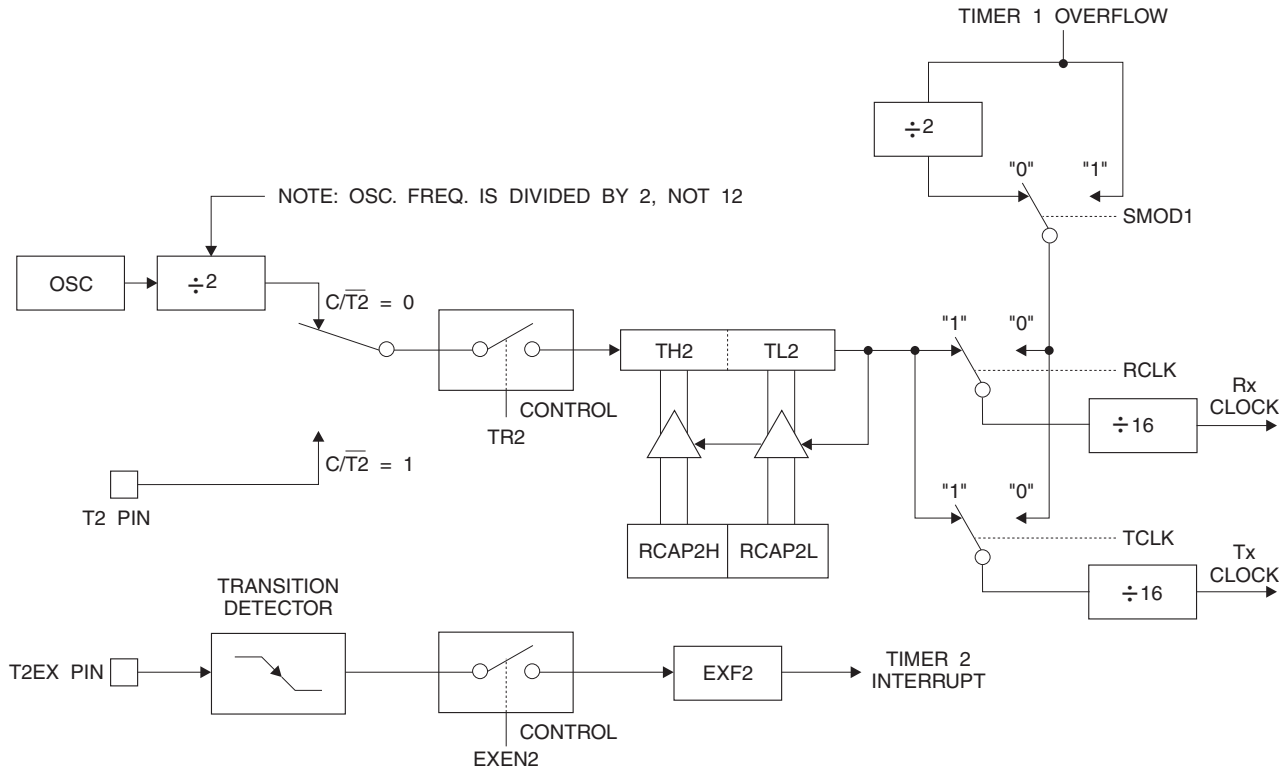 TIMER 1 OVERFLOW
÷2
"0" "1"
NOTE: OSC. FREQ. IS DIVIDED BY 2, NOT 12
SMOD1
OSC
÷2
C/T2̅ = 0
TH2
TL2
"1" "0"
RCLK
Rx
CLOCK
CONTROL
TR2
÷16
C/T2̅ = 1
T2 PIN
"1" "0"
TCLK
RCAP2H
RCAP2L
Tx
CLOCK
÷16
TRANSITION
DETECTOR
T2EX PIN
EXF2
TIMER 2
INTERRUPT
CONTROL
EXEN2